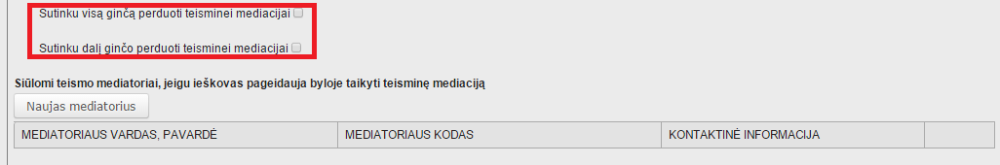 Sutinku visą ginčą perduoti teisminei mediacijai
Sutinku dalį ginčo perduoti teisminei mediacijai
Siūlomi teismo mediatoriai, jeigu ieškovas pageidauja byloje taikyti teisminę mediaciją
Naujas mediatorius
MEDIATORIAUS VARDAS, PAVARDĖ MEDIATORIAUS KODAS KONTAKTINĖ INFORMACIJA